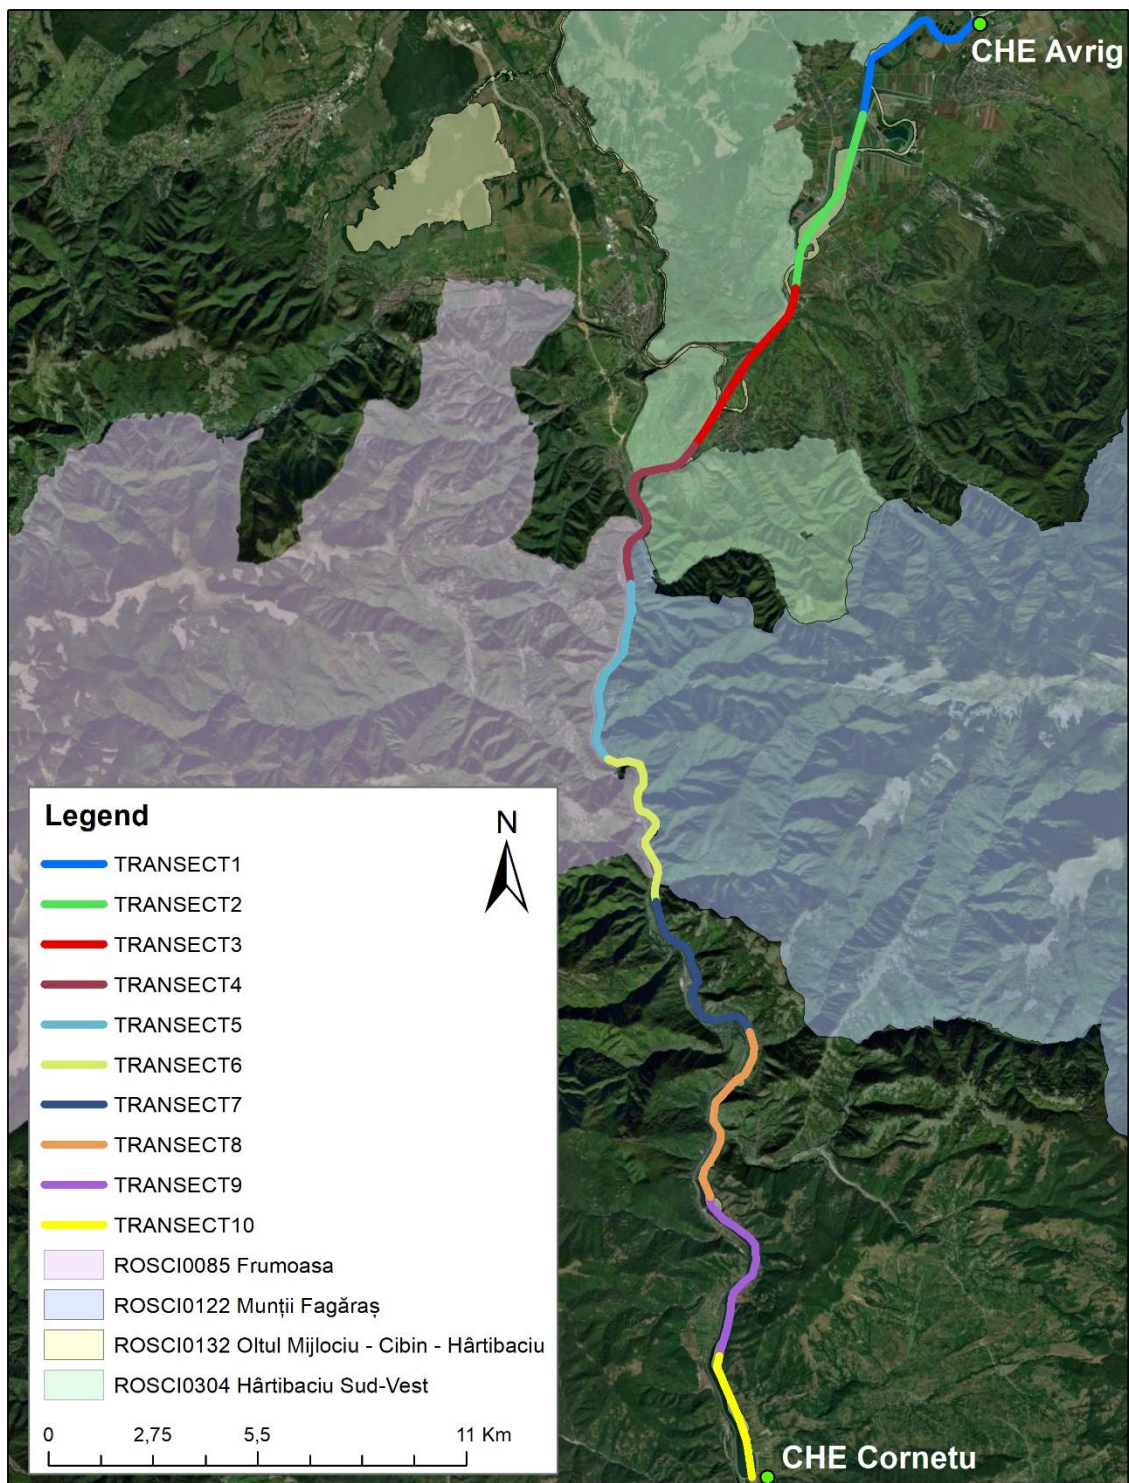 CHE Avrig
Legend
N
TRANSECT1
TRANSECT2
TRANSECT3
TRANSECT4
TRANSECT5
TRANSECT6
TRANSECT7
TRANSECT8
TRANSECT9
TRANSECT10
ROSCI0085 Frumoasa
ROSCI0122 Munții Fagăraș
ROSCI0132 Oltul Mijlociu - Cibin - Hârtibaciu
ROSCI0304 Hârtibaciu Sud-Vest
0 2,75 5,5 11 Km
CHE Cornetu